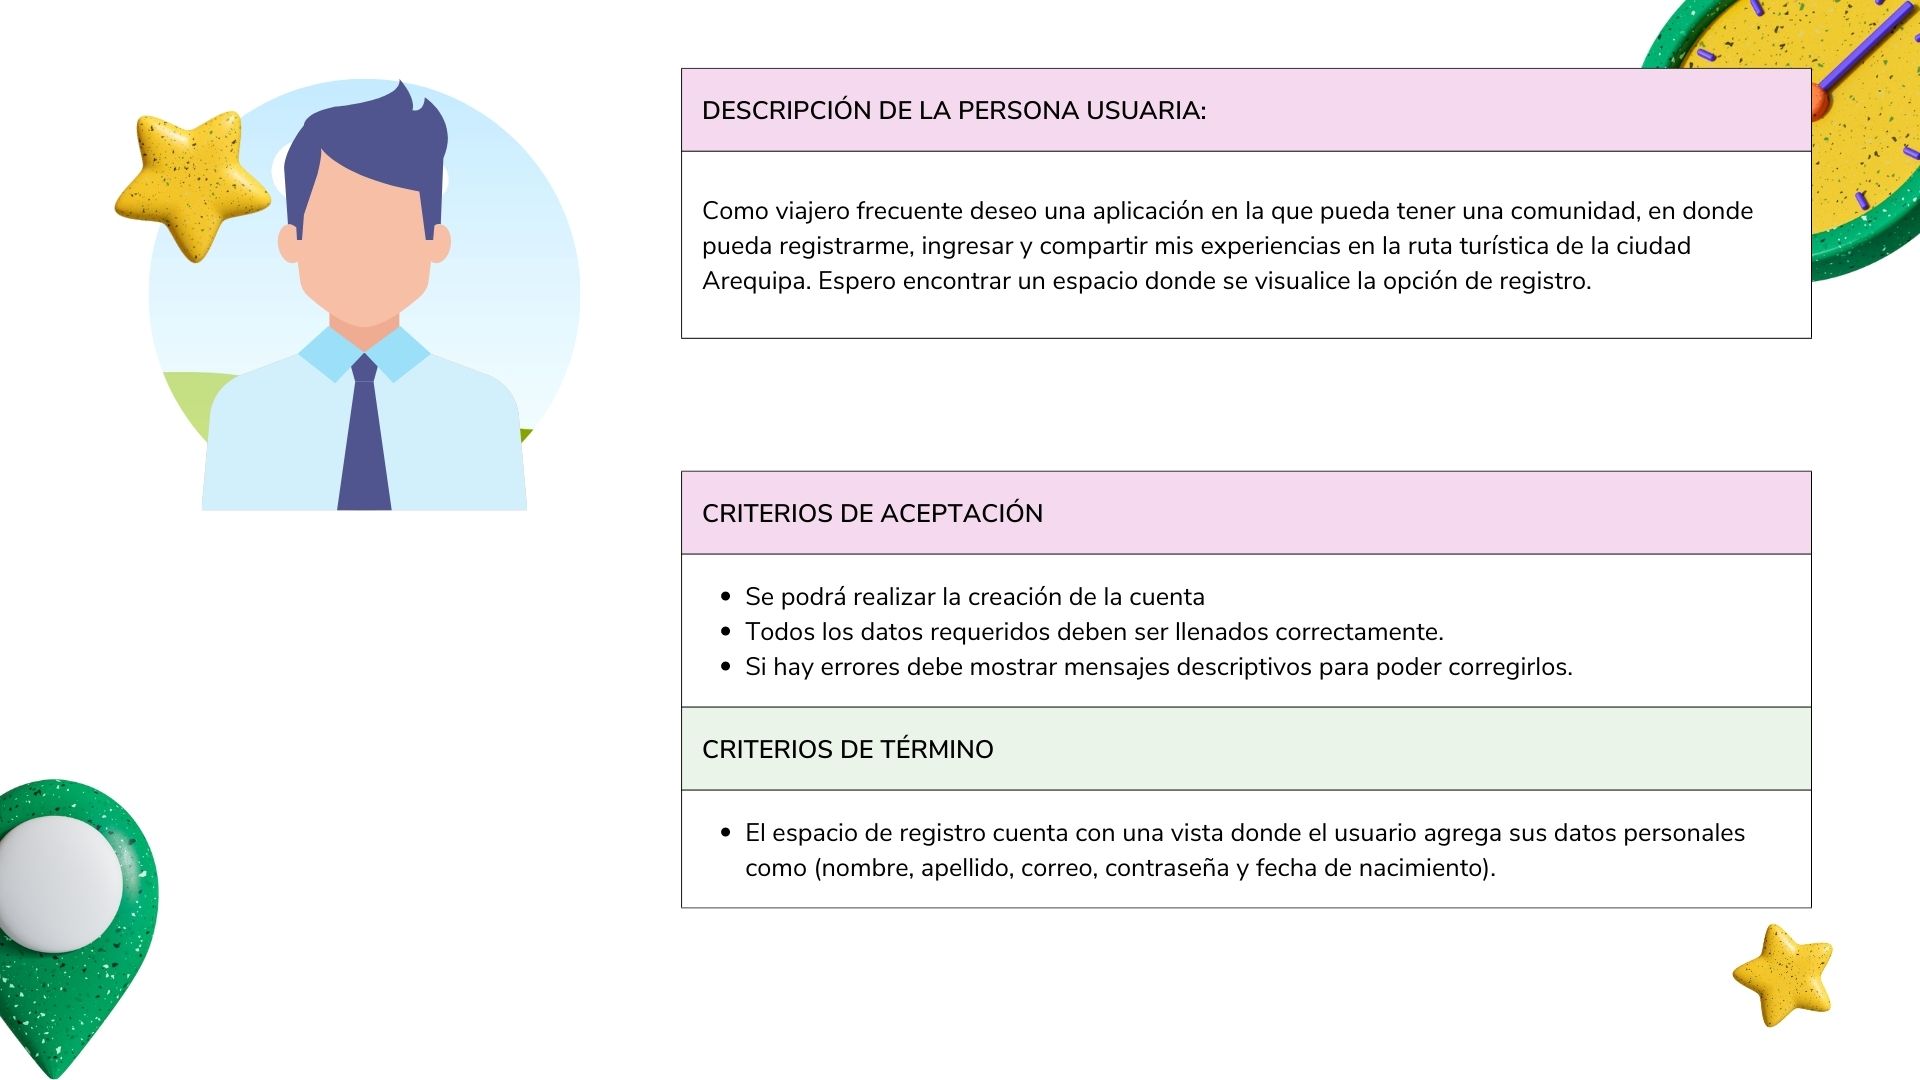 DESCRIPCIÓN DE LA PERSONA USUARIA:
Como viajero frecuente deseo una aplicación en la que pueda tener una comunidad, en donde
pueda registrarme, ingresar y compartir mis experiencias en la ruta turística de la ciudad
Arequipa. Espero encontrar un espacio donde se visualice la opción de registro.
CRITERIOS DE ACEPTACIÓN
• Se podrá realizar la creación de la cuenta
• Todos los datos requeridos deben ser llenados correctamente.
• Si hay errores debe mostrar mensajes descriptivos para poder corregirlos.
CRITERIOS DE TÉRMINO
• El espacio de registro cuenta con una vista donde el usuario agrega sus datos personales
como (nombre, apellido, correo, contraseña y fecha de nacimiento).